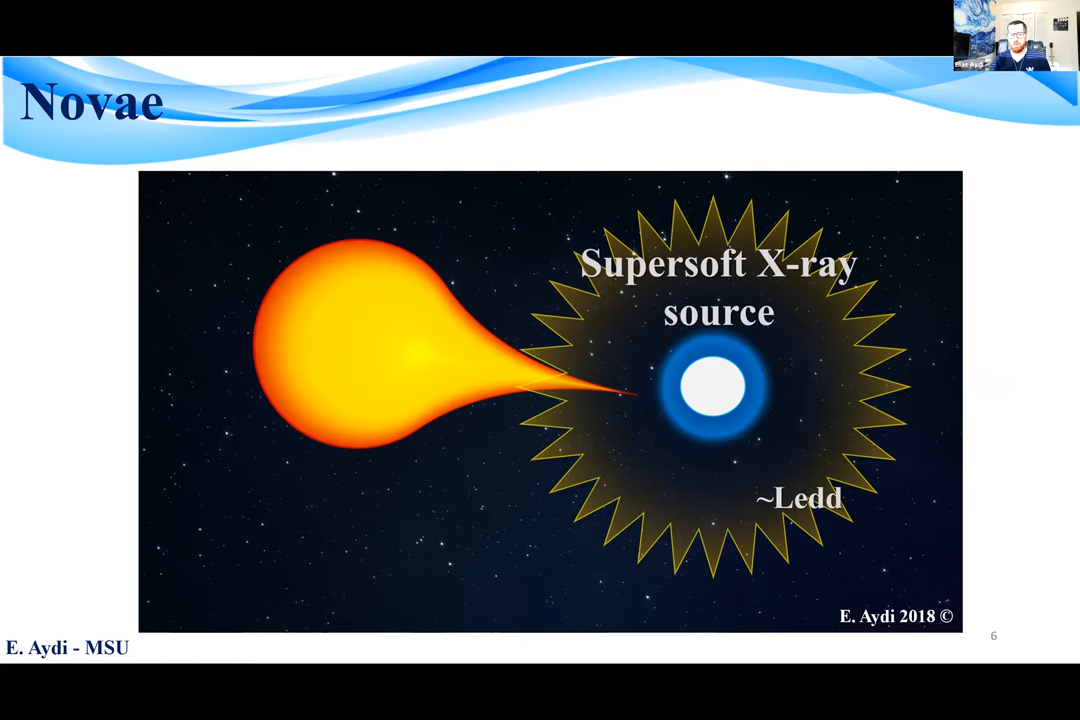 Novae
Supersoft X-ray
source
~Ledd
E. Aydi 2018 ©
6
E. Aydi - MSU